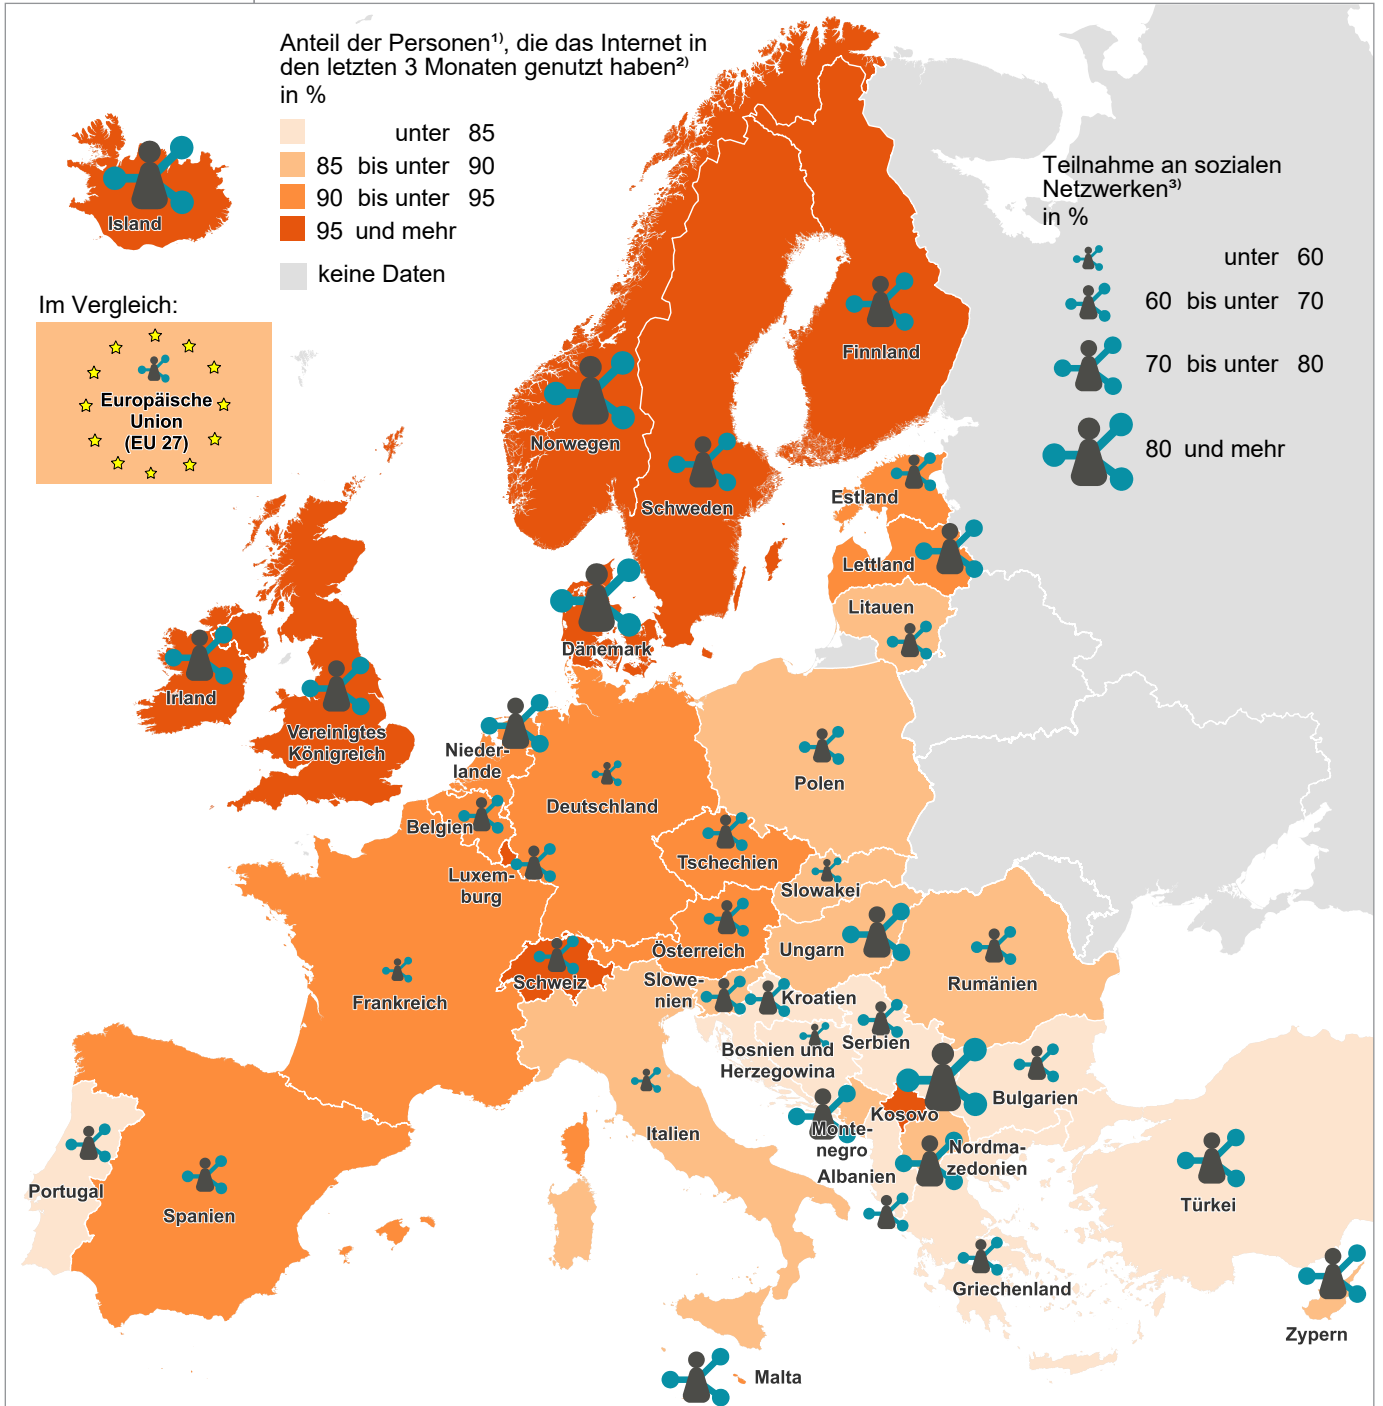 Anteil der Personen¹⁾, die das Internet in
den letzten 3 Monaten genutzt haben²⁾
in %
unter 85
85 bis unter 90
90 bis unter 95
95 und mehr
keine Daten
Teilnahme an sozialen
Netzwerken³⁾
in %
unter 60
60 bis unter 70
70 bis unter 80
80 und mehr
Im Vergleich:
Europäische
Union
(EU 27)
Island
Finnland
Norwegen
Schweden
Estland
Lettland
Litauen
Dänemark
Irland
Vereinigtes
Königreich
Nieder-
lande
Polen
Deutschland
Belgien
Tschechien
Luxem-
burg
Slowakei
Österreich
Ungarn
Schweiz
Slowe-
nien
Rumänien
Kroatien
Frankreich
Serbien
Bosnien und
Herzegowina
Bulgarien
Kosovo
Monte-
negro
Italien
Nordma-
zedonien
Albanien
Portugal
Spanien
Türkei
Griechenland
Zypern
Malta